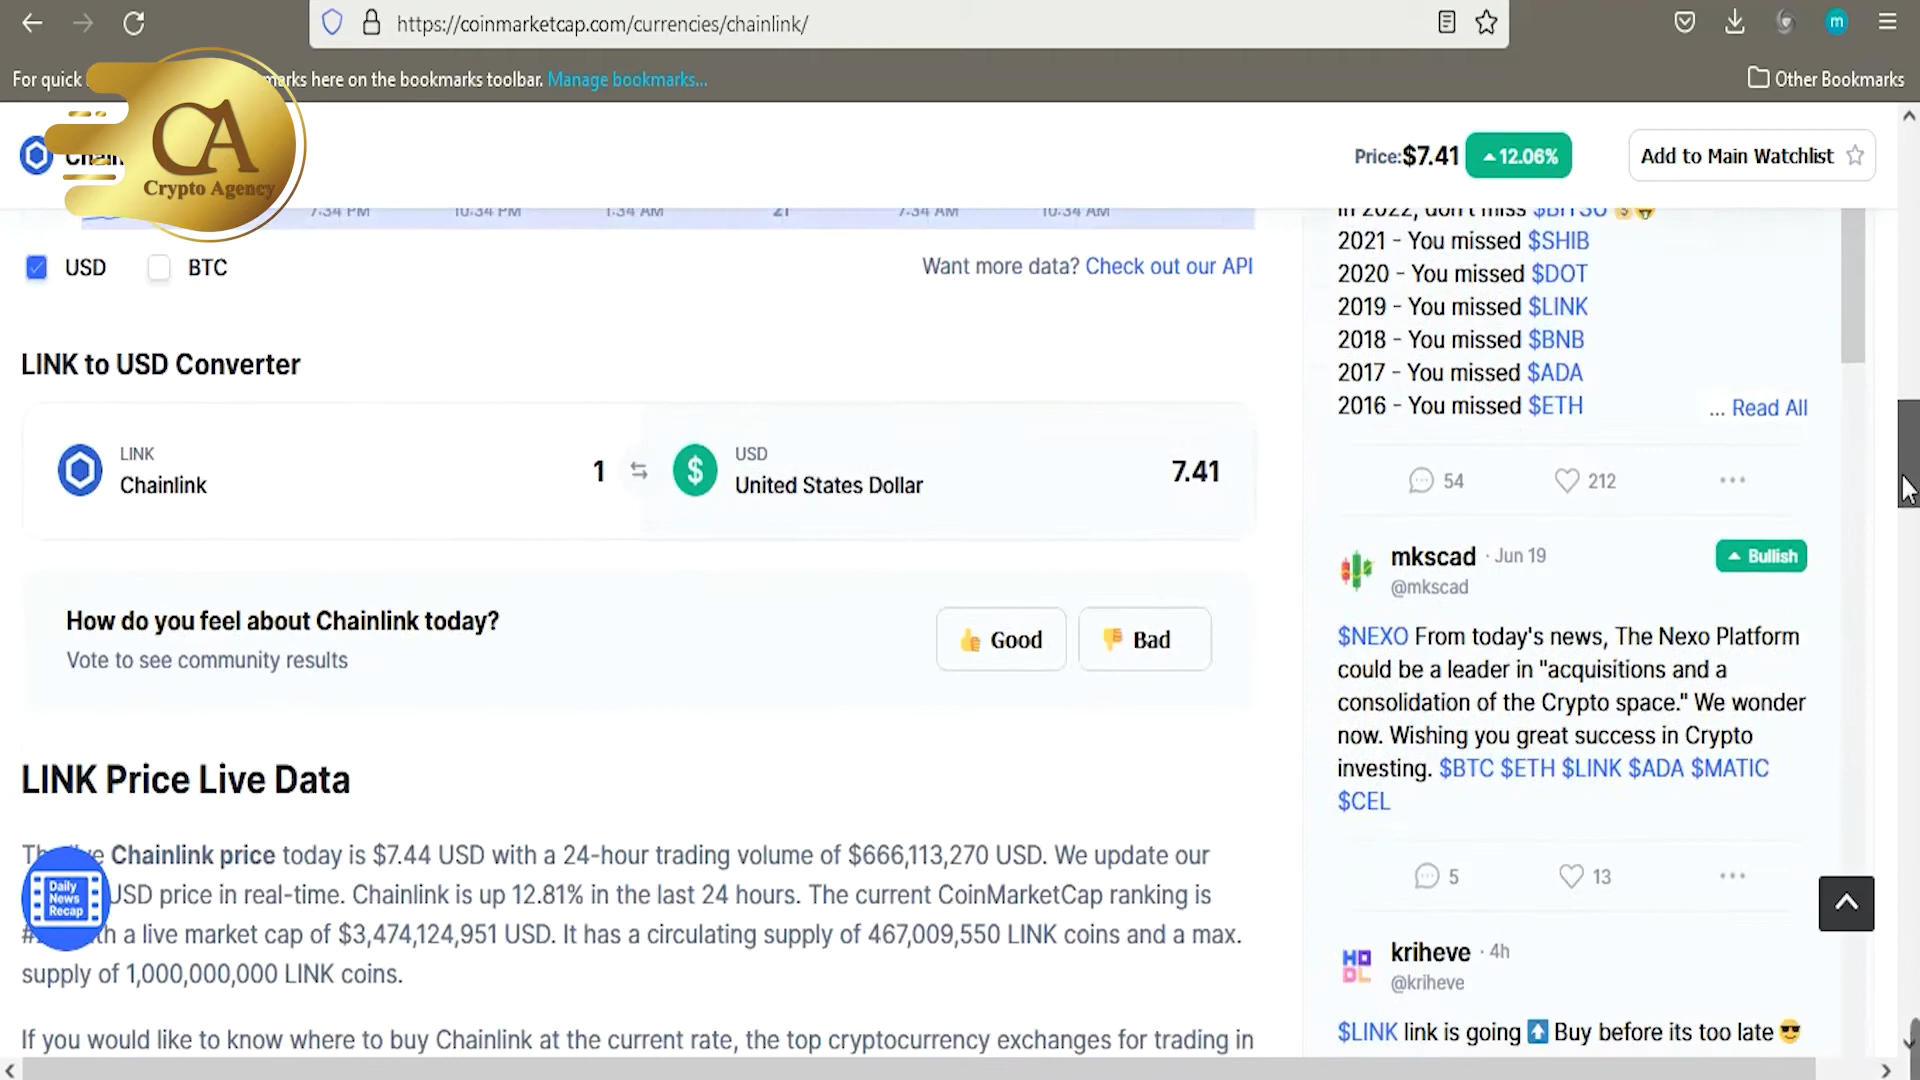 https://coinmarketcap.com/currencies/chainlink/
m
For quick
marks here on the bookmarks toolbar. Manage bookmarks...
Other Bookmarks
CA
Crypto Agency
Chain
Price:$7.41
12.06%
Add to Main Watchlist
7:34 PM
10:34 PM
1:34 AM
21
7:34 AM
10:34 AM
USD
BTC
Want more data? Check out our API
LINK to USD Converter
LINK
Chainlink
1
USD
United States Dollar
7.41
How do you feel about Chainlink today?
Vote to see community results
Good
Bad
LINK Price Live Data
Chainlink price today is $7.44 USD with a 24-hour trading volume of $666,113,270 USD. We update our
USD price in real-time. Chainlink is up 12.81% in the last 24 hours. The current CoinMarketCap ranking is
with a live market cap of $3,474,124,951 USD. It has a circulating supply of 467,009,550 LINK coins and a max.
supply of 1,000,000,000 LINK coins.
If you would like to know where to buy Chainlink at the current rate, the top cryptocurrency exchanges for trading in
Daily
News
Recap
In 2022, don't miss $BITSO
2021 - You missed $SHIB
2020 - You missed $DOT
2019 - You missed $LINK
2018 - You missed $BNB
2017 - You missed $ADA
2016 - You missed $ETH
... Read All
54
212
mkscad · Jun 19
Bullish
@mkscad
$NEXO From today's news, The Nexo Platform
could be a leader in "acquisitions and a
consolidation of the Crypto space." We wonder
now. Wishing you great success in Crypto
investing. $BTC $ETH $LINK $ADA $MATIC
$CEL
5
13
HODL
kriheve · 4h
@kriheve
$LINK link is going ⬆ Buy before its too late 😎